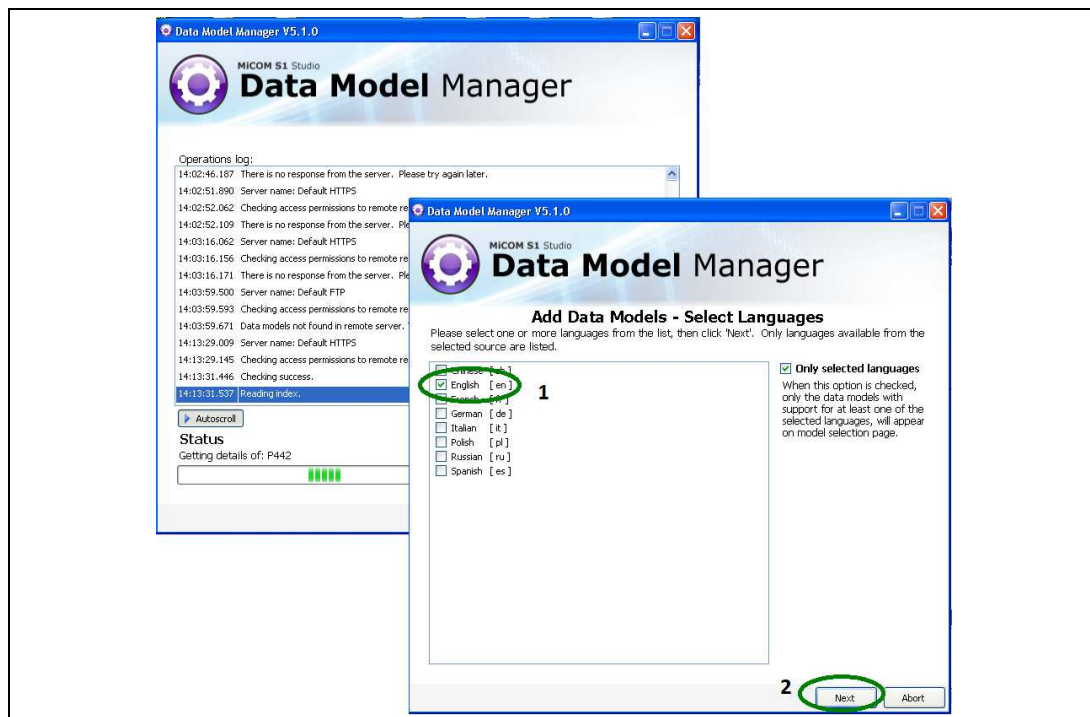 Data Model Manager V5.1.0
MiCOM S1 Studio
Data Model Manager
Operations log:
14:02:46.187 There is no response from the server. Please try again later.
14:02:51.890 Server name: Default HTTPS
14:02:52.062 Checking access permissions to remote re
14:02:52.109 There is no response from the server. Ple
14:03:16.062 Server name: Default HTTPS
14:03:16.156 Checking access permissions to remote re
14:03:16.171 There is no response from the server. Ple
14:03:59.500 Server name: Default FTP
14:03:59.593 Checking access permissions to remote re
14:03:59.671 Data models not found in remote server.
14:13:29.009 Server name: Default HTTPS
14:13:29.145 Checking access permissions to remote re
14:13:31.446 Checking success.
14:13:31.537 Reading index.
Autoscroll
Status
Getting details of: P442
Data Model Manager V5.1.0
MiCOM S1 Studio
Data Model Manager
Add Data Models - Select Languages
Please select one or more languages from the list, then click 'Next'. Only languages available from the
selected source are listed.
Chinese [zh]
English [en]
1
French [fr]
German [de]
Italian [it]
Polish [pl]
Russian [ru]
Spanish [es]
Only selected languages
When this option is checked,
only the data models with
support for at least one of the
selected languages, will appear
on model selection page.
2
Next
Abort